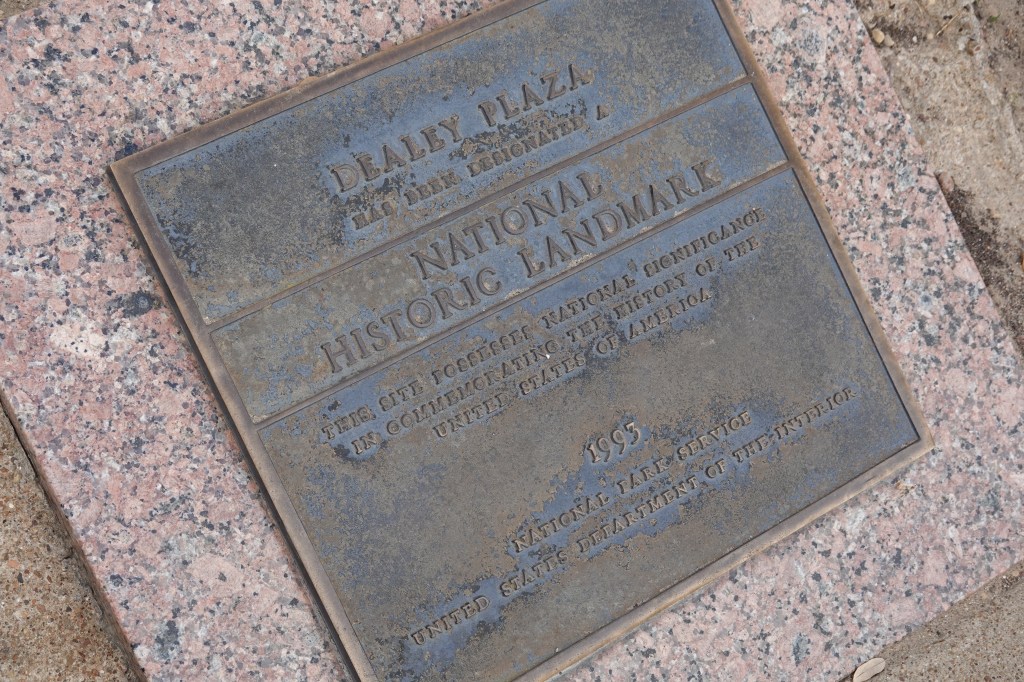 DEALEY PLAZA
HAS BEEN DESIGNATED A
NATIONAL
HISTORIC LANDMARK
THIS SITE POSSESSES NATIONAL SIGNIFICANCE
IN COMMEMORATING THE HISTORY OF THE
UNITED STATES OF AMERICA
1993
NATIONAL PARK SERVICE
UNITED STATES DEPARTMENT OF THE INTERIOR